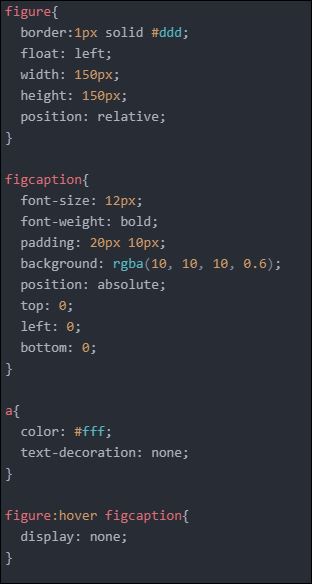 figure{
  border:1px solid #ddd;
  float: left;
  width: 150px;
  height: 150px;
  position: relative;
}

figcaption{
  font-size: 12px;
  font-weight: bold;
  padding: 20px 10px;
  background: rgba(10, 10, 10, 0.6);
  position: absolute;
  top: 0;
  left: 0;
  bottom: 0;
}

a{
  color: #fff;
  text-decoration: none;
}

figure:hover figcaption{
  display: none;
}